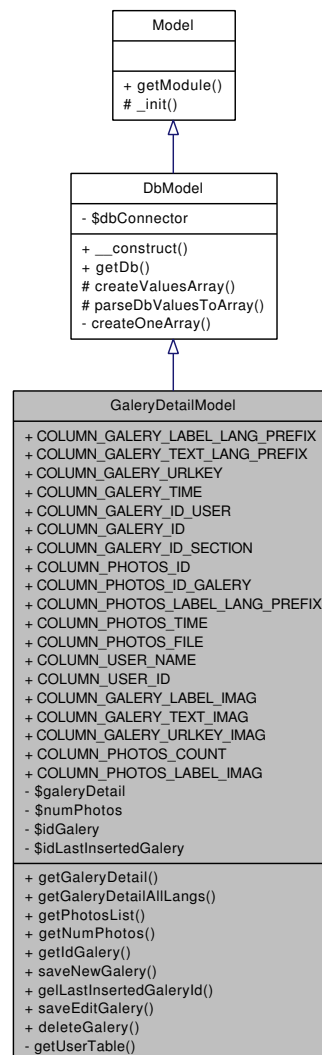 Model
+ getModule()
# _init()
DbModel
- $dbConnector
+ __construct()
+ getDb()
# createValuesArray()
# parseDbValuesToArray()
- createOneArray()
GaleryDetailModel
+ COLUMN_GALERY_LABEL_LANG_PREFIX
+ COLUMN_GALERY_TEXT_LANG_PREFIX
+ COLUMN_GALERY_URLKEY
+ COLUMN_GALERY_TIME
+ COLUMN_GALERY_ID_USER
+ COLUMN_GALERY_ID
+ COLUMN_GALERY_ID_SECTION
+ COLUMN_PHOTOS_ID
+ COLUMN_PHOTOS_ID_GALERY
+ COLUMN_PHOTOS_LABEL_LANG_PREFIX
+ COLUMN_PHOTOS_TIME
+ COLUMN_PHOTOS_FILE
+ COLUMN_USER_NAME
+ COLUMN_USER_ID
+ COLUMN_GALERY_LABEL_IMAG
+ COLUMN_GALERY_TEXT_IMAG
+ COLUMN_GALERY_URLKEY_IMAG
+ COLUMN_PHOTOS_COUNT
+ COLUMN_PHOTOS_LABEL_IMAG
- $galeryDetail
- $numPhotos
- $idGalery
- $idLastInsertedGalery
+ getGaleryDetail()
+ getGaleryDetailAllLangs()
+ getPhotosList()
+ getNumPhotos()
+ getIdGalery()
+ saveNewGalery()
+ gelLastInsertedGaleryId()
+ saveEditGalery()
+ deleteGalery()
- getUserTable()